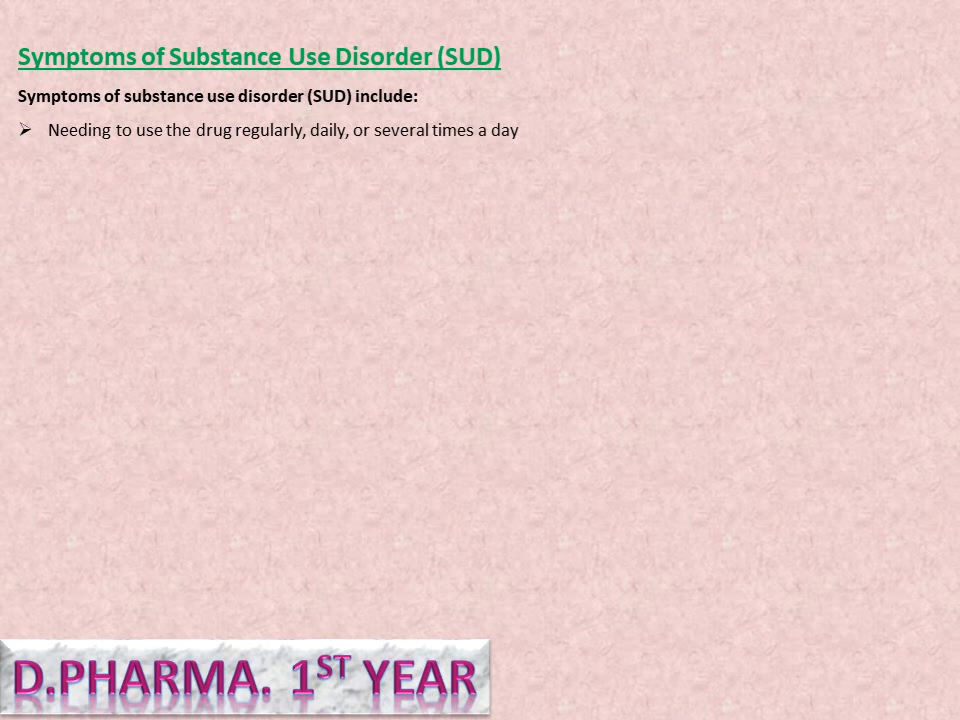 Symptoms of Substance Use Disorder (SUD)
Symptoms of substance use disorder (SUD) include:
➢ Needing to use the drug regularly, daily, or several times a day
D.PHARMA. 1ST YEAR